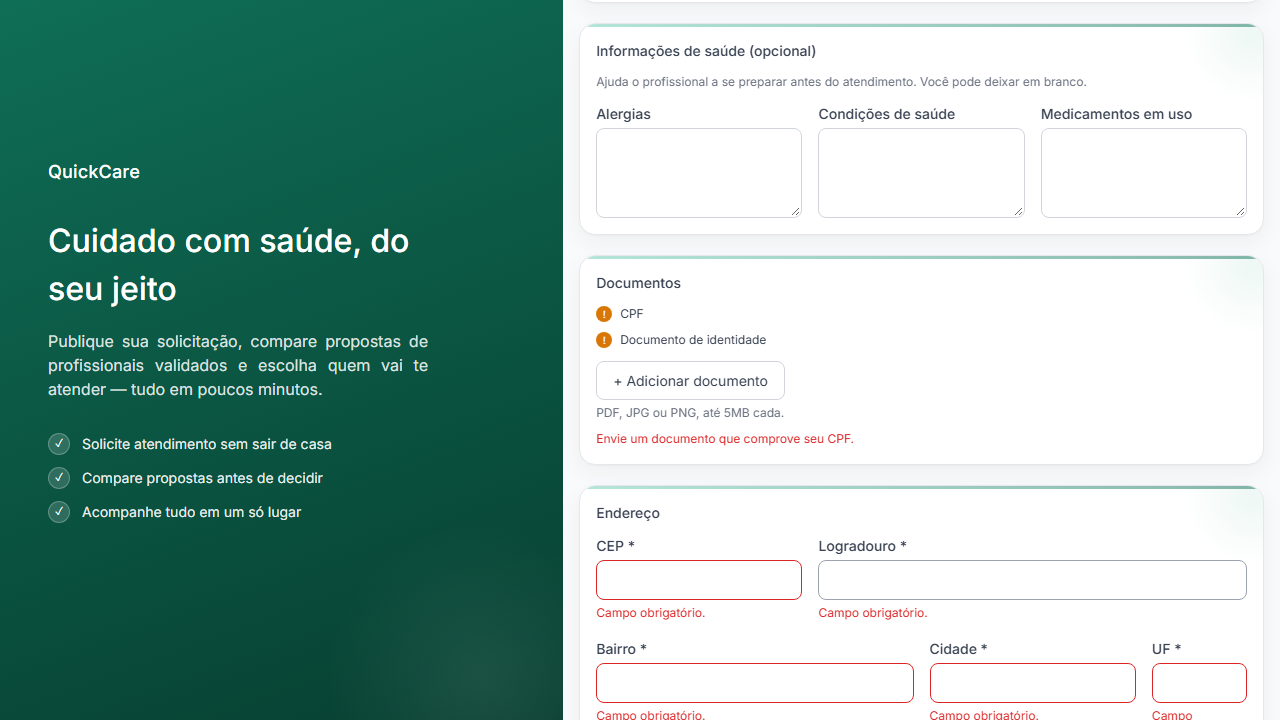 QuickCare
Cuidado com saúde, do
seu jeito
Publique sua solicitação, compare propostas de
profissionais validados e escolha quem vai te
atender — tudo em poucos minutos.
✓ Solicite atendimento sem sair de casa
✓ Compare propostas antes de decidir
✓ Acompanhe tudo em um só lugar
Informações de saúde (opcional)
Ajuda o profissional a se preparar antes do atendimento. Você pode deixar em branco.
Alergias Condições de saúde Medicamentos em uso
Documentos
! CPF
! Documento de identidade
+ Adicionar documento
PDF, JPG ou PNG, até 5MB cada.
Envie um documento que comprove seu CPF.
Endereço
CEP * Logradouro *
Campo obrigatório. Campo obrigatório.
Bairro * Cidade * UF *
Campo obrigatório. Campo obrigatório. Campo